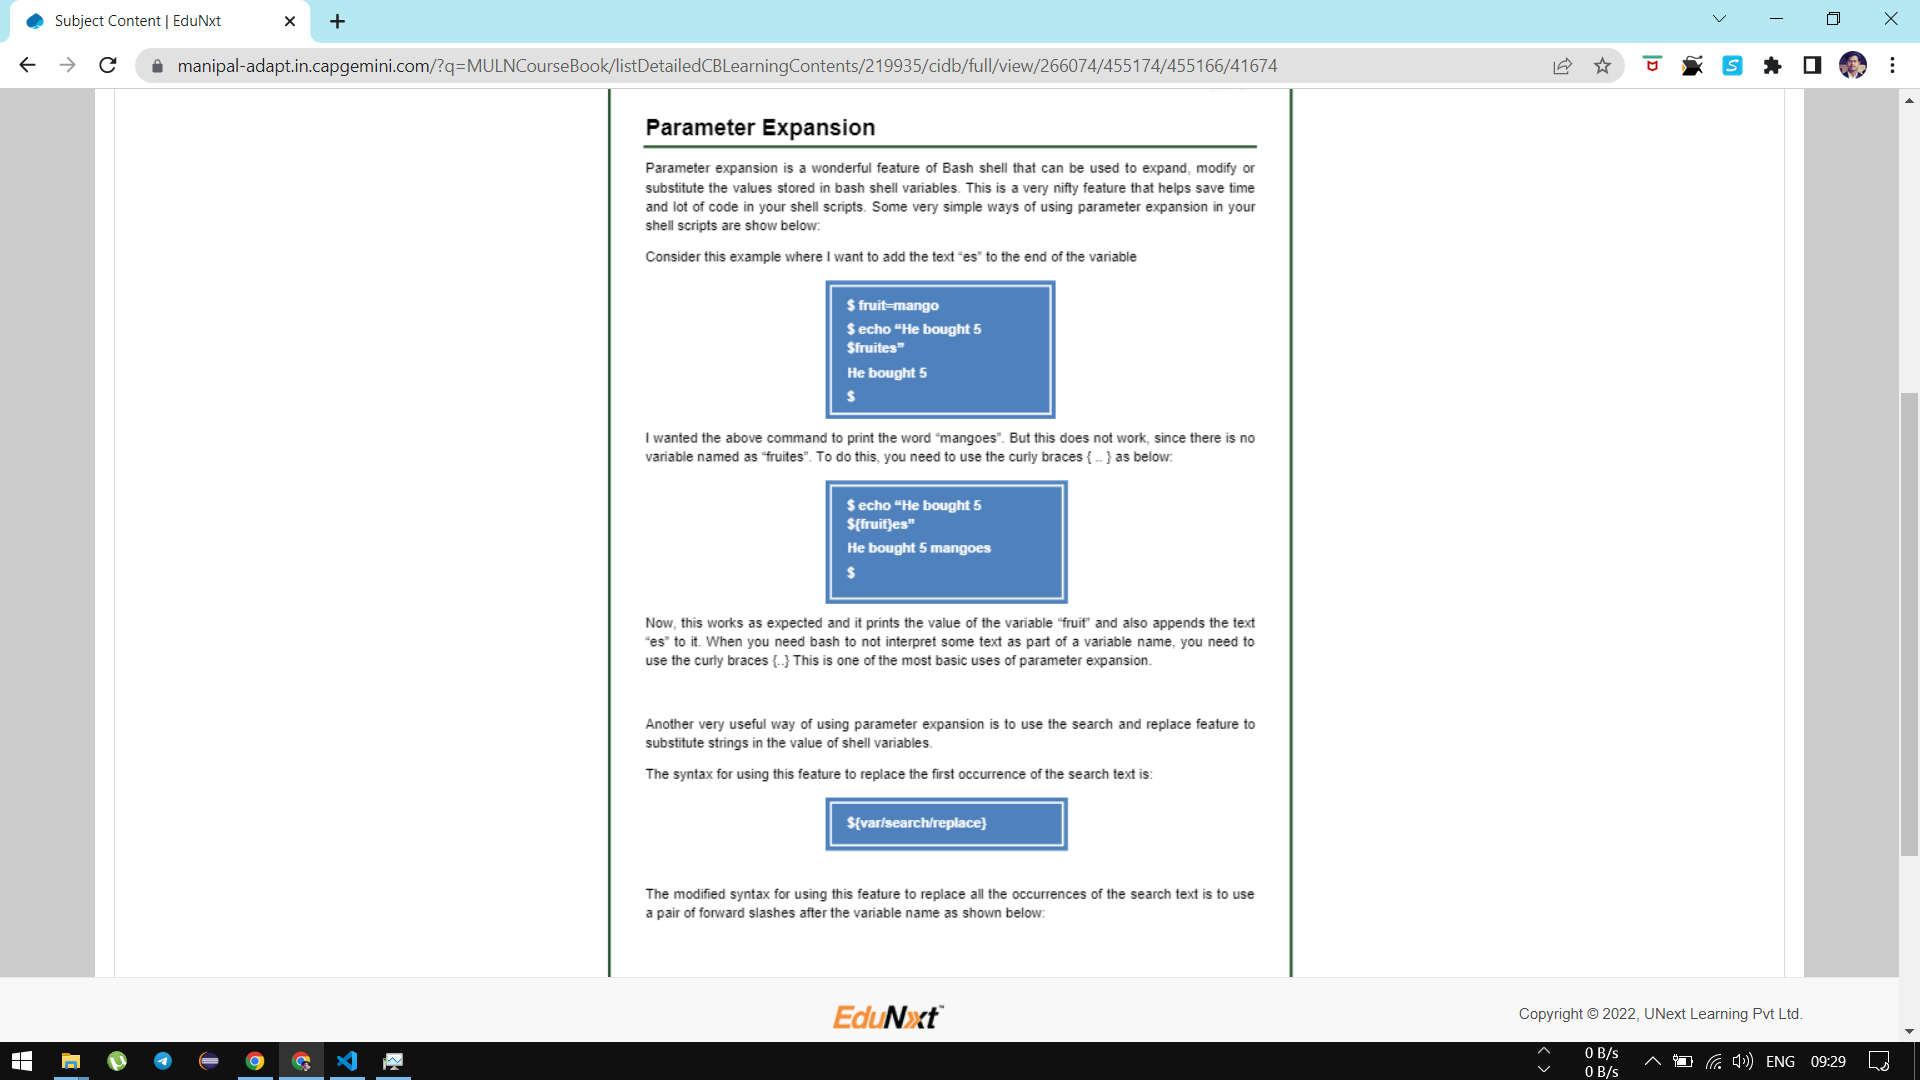 Subject Content | EduNxt
manipal-adapt.in.capgemini.com/?q=MULNCourseBook/listDetailedCBLearningContents/219935/cidb/full/view/266074/455174/455166/41674
Parameter Expansion
Parameter expansion is a wonderful feature of Bash shell that can be used to expand, modify or
substitute the values stored in bash shell variables. This is a very nifty feature that helps save time
and lot of code in your shell scripts. Some very simple ways of using parameter expansion in your
shell scripts are show below:
Consider this example where I want to add the text “es” to the end of the variable
$ fruit=mango
$ echo “He bought 5
$fruites”
He bought 5
$
I wanted the above command to print the word “mangoes”. But this does not work, since there is no
variable named as “fruites”. To do this, you need to use the curly braces { .. } as below:
$ echo “He bought 5
${fruit}es”
He bought 5 mangoes
$
Now, this works as expected and it prints the value of the variable “fruit” and also appends the text
“es” to it. When you need bash to not interpret some text as part of a variable name, you need to
use the curly braces {..} This is one of the most basic uses of parameter expansion.
Another very useful way of using parameter expansion is to use the search and replace feature to
substitute strings in the value of shell variables.
The syntax for using this feature to replace the first occurrence of the search text is:
${var/search/replace}
The modified syntax for using this feature to replace all the occurrences of the search text is to use
a pair of forward slashes after the variable name as shown below:
EduNxt™
Copyright © 2022, UNext Learning Pvt Ltd.
0 B/s
0 B/s
ENG
09:29